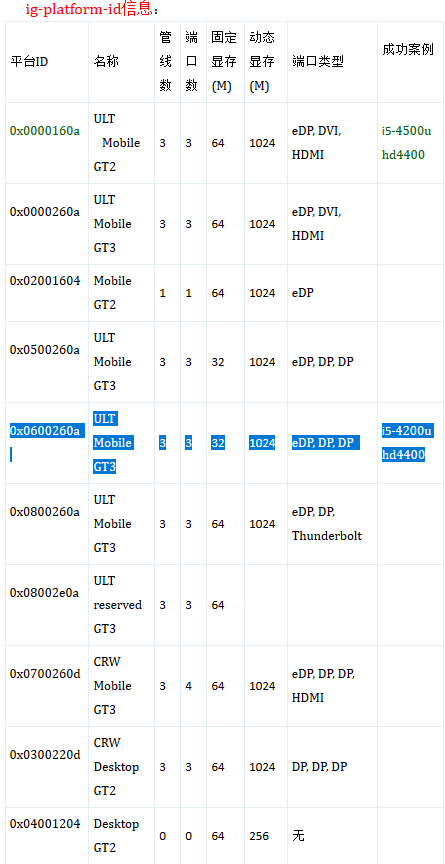 ig-platform-id信息：
平台ID 名称 管线数 端口数 固定显存(M) 动态显存(M) 端口类型 成功案例
0x0000160a ULT Mobile GT2 3 3 64 1024 eDP, DVI, HDMI i5-4500u hd4400
0x0000260a ULT Mobile GT3 3 3 64 1024 eDP, DVI, HDMI
0x02001604 Mobile GT2 1 1 64 1024 eDP
0x0500260a ULT Mobile GT3 3 3 32 1024 eDP, DP, DP
0x0600260a ULT Mobile GT3 3 3 32 1024 eDP, DP, DP i5-4200u hd4400
0x0800260a ULT Mobile GT3 3 3 64 1024 eDP, DP, Thunderbolt
0x08002e0a ULT reserved GT3 3 3 64
0x0700260d CRW Mobile GT3 3 4 64 1024 eDP, DP, DP, HDMI
0x0300220d CRW Desktop GT2 3 3 64 1024 DP, DP, DP
0x04001204 Desktop GT2 0 0 64 256 无